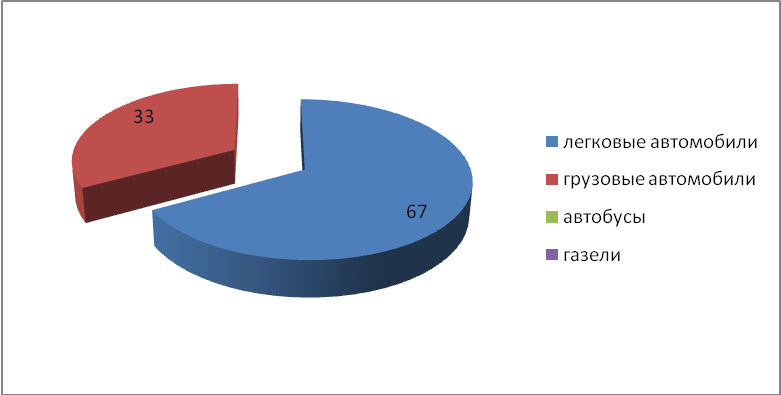 33
67
легковые автомобили
грузовые автомобили
автобусы
газели